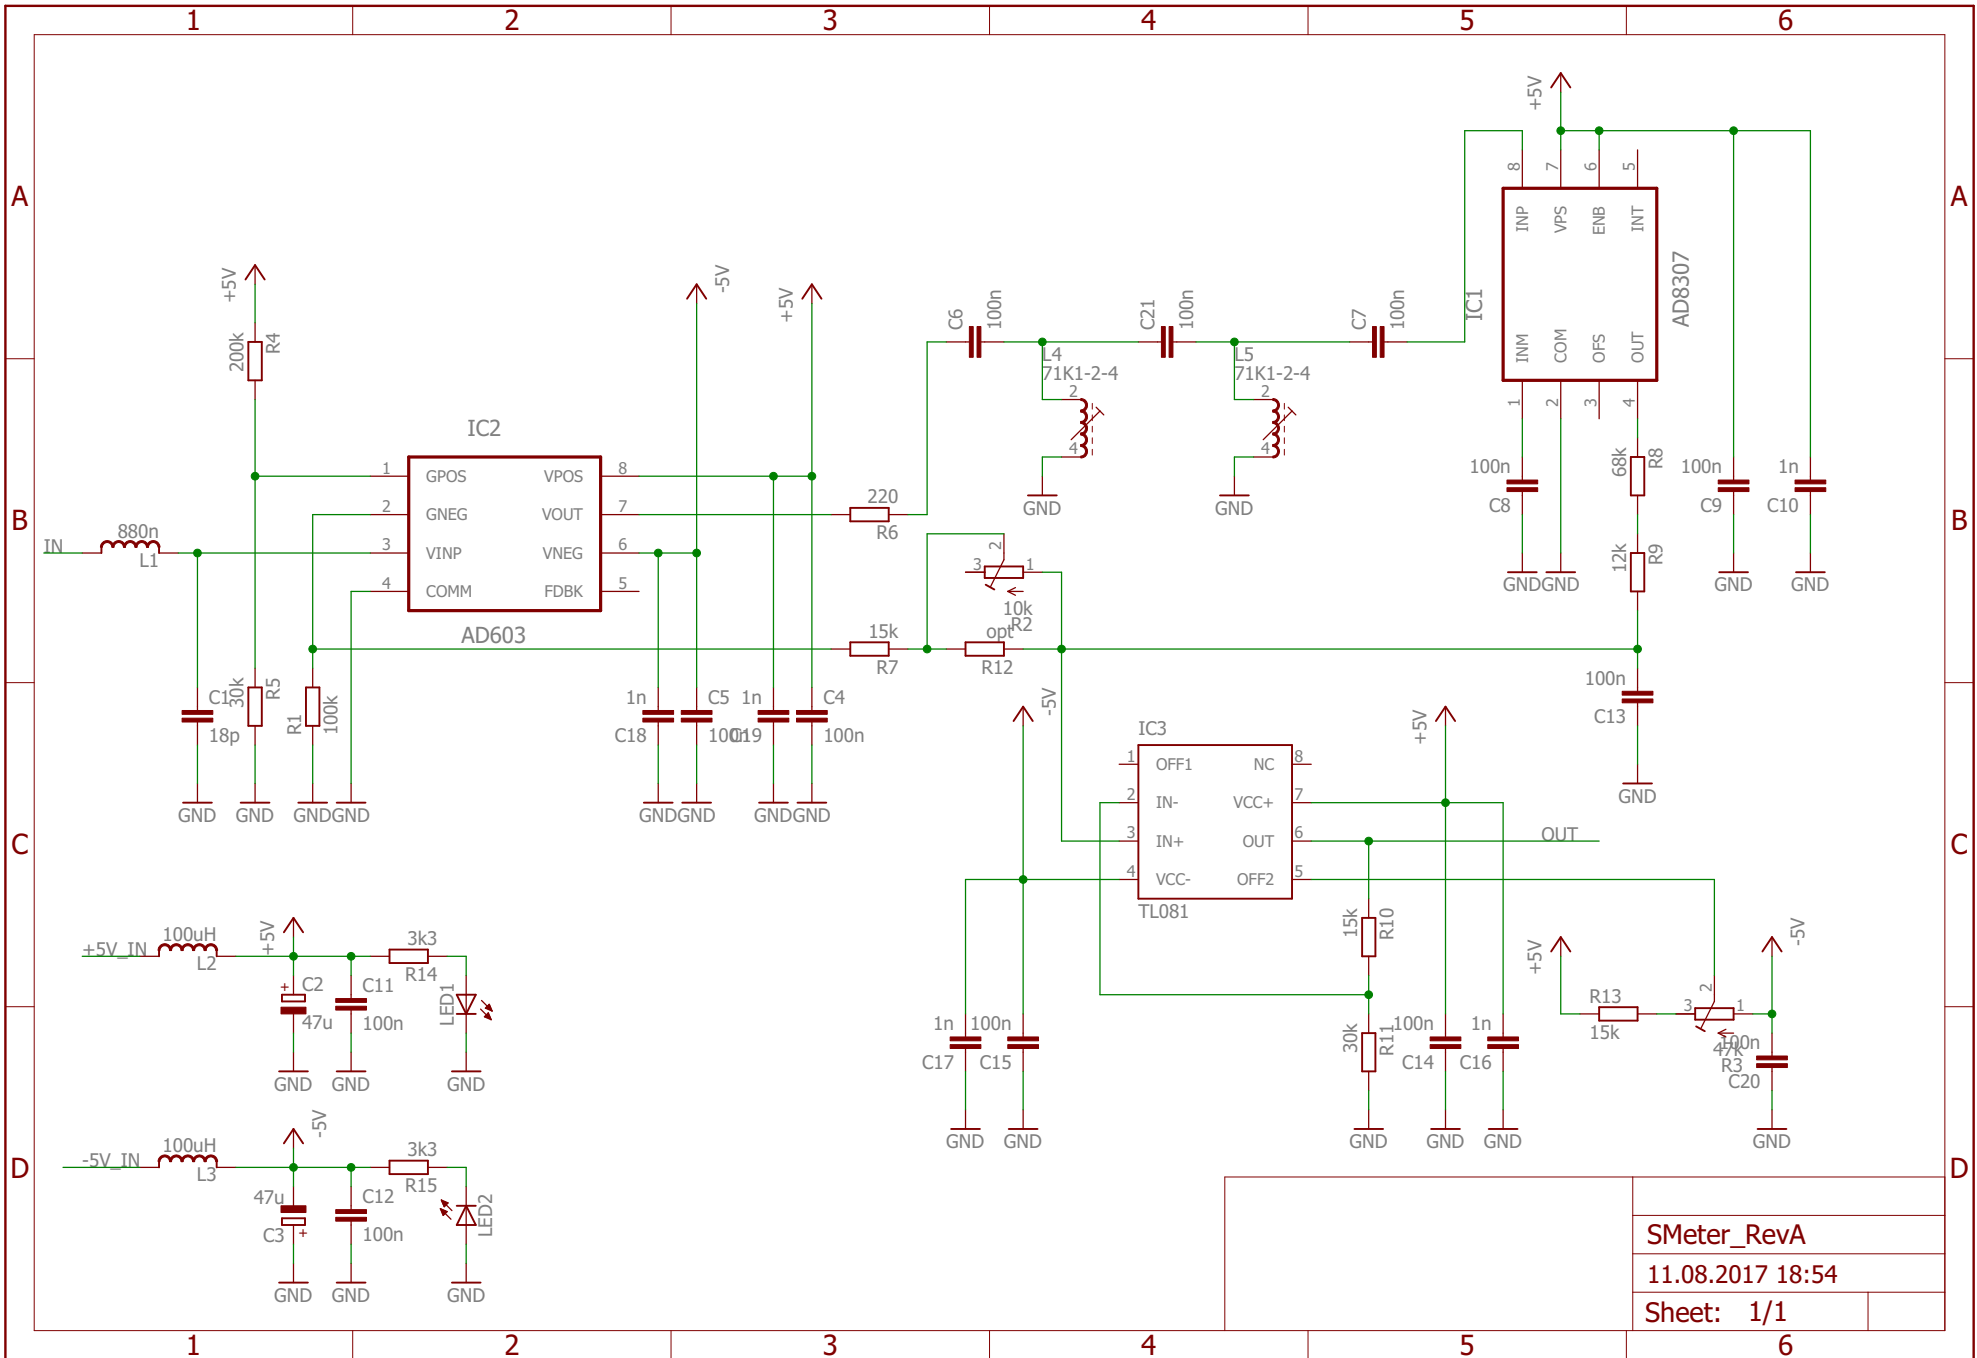 1 2 3 4 5 6
A A
B B
C C
D D
1 2 3 4 5 6
+5V
200k
R4
IC2
1 GPOS VPOS 8
2 GNEG VOUT 7
3 VINP VNEG 6
4 COMM FDBK 5
AD603
IN
880n
L1
C1
18p
30k
R5
R1
100k
GND GND GND GND
-5V
+5V
1n
C18
C5
100n
1n
C19
C4
100n
GND GND GND GND
220
R6
15k
R7
3 2 1
10k
R2
opt
R12
C6
100n
L4
71K1-2-4
2
4
GND
C21
100n
L5
71K1-2-4
2
4
GND
C7
100n
+5V
8 7 6 5
INP VPS ENB INT
IC1
AD8307
INM COM OFS OUT
1 2 3 4
100n
C8
GND GND
68k
R8
12k
R9
100n
C9
GND
1n
C10
GND
100n
C13
GND
-5V
IC3
1 OFF1 NC 8
2 IN- VCC+ 7
3 IN+ OUT 6
4 VCC- OFF2 5
TL081
+5V
OUT
15k
R10
30k
R11
1n
C17
100n
C15
100n
C14
1n
C16
GND GND GND GND GND
+5V
R13
15k
3 2 1
47k
R3
-5V
100n
C20
GND
+5V_IN
100uH
L2
+5V
+
C2
47u
C11
100n
3k3
R14
LED1
GND GND GND
-5V_IN
100uH
L3
-5V
47u
C3
+
C12
100n
3k3
R15
LED2
GND GND GND
SMeter_RevA
11.08.2017 18:54
Sheet: 1/1